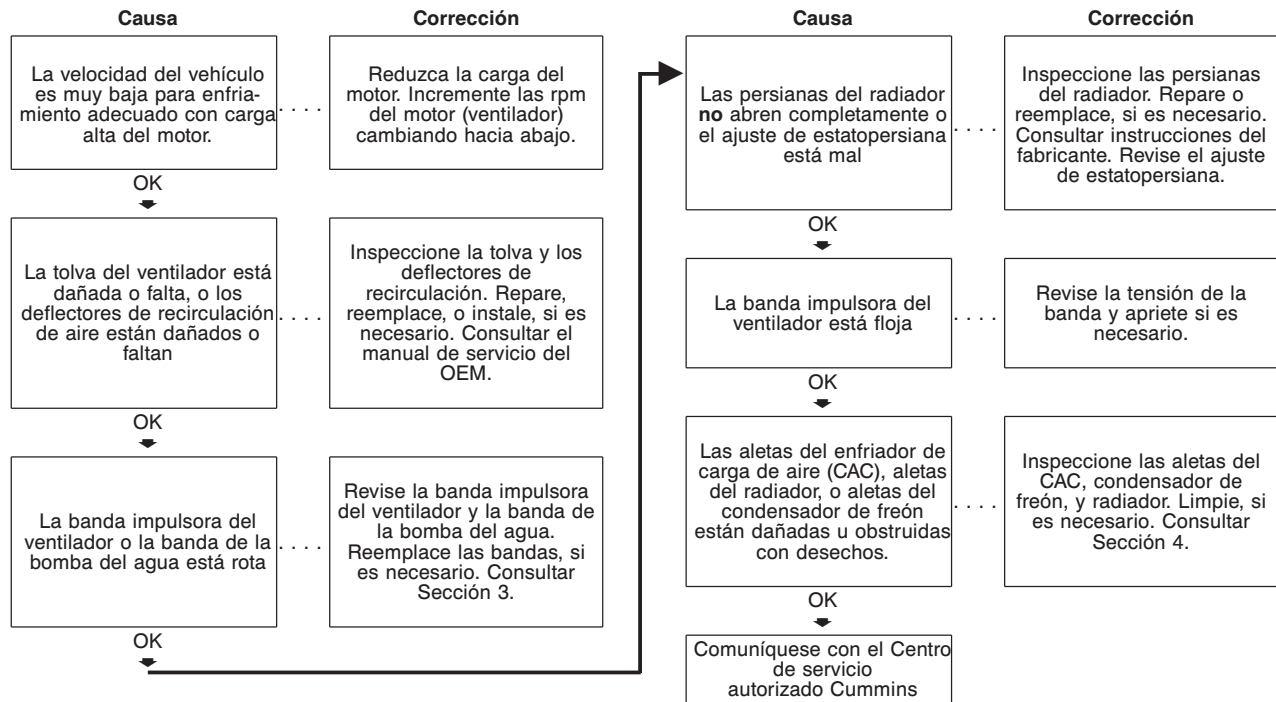 Causa
Corrección
La velocidad del vehículo
es muy baja para enfria-
miento adecuado con carga
alta del motor.
. . . .
Reduzca la carga del
motor. Incremente las rpm
del motor (ventilador)
cambiando hacia abajo.
OK
La tolva del ventilador está
dañada o falta, o los
deflectores de recirculación
de aire están dañados o
faltan
. . . .
Inspeccione la tolva y los
deflectores de
recirculación. Repare,
reemplace, o instale, si es
necesario. Consultar el
manual de servicio del
OEM.
OK
La banda impulsora del
ventilador o la banda de la
bomba del agua está rota
. . . .
Revise la banda impulsora
del ventilador y la banda de
la bomba del agua.
Reemplace las bandas, si
es necesario. Consultar
Sección 3.
OK
Causa
Corrección
Las persianas del radiador
no abren completamente o
el ajuste de estatopersiana
está mal
. . . .
Inspeccione las persianas
del radiador. Repare o
reemplace, si es necesario.
Consultar instrucciones del
fabricante. Revise el ajuste
de estatopersiana.
OK
La banda impulsora del
ventilador está floja
. . . .
Revise la tensión de la
banda y apriete si es
necesario.
OK
Las aletas del enfriador de
carga de aire (CAC), aletas
del radiador, o aletas del
condensador de freón
están dañadas u obstruidas
con desechos.
. . . .
Inspeccione las aletas del
CAC, condensador de
freón, y radiador. Limpie, si
es necesario. Consultar
Sección 4.
OK
Comuníquese con el Centro
de servicio
autorizado Cummins